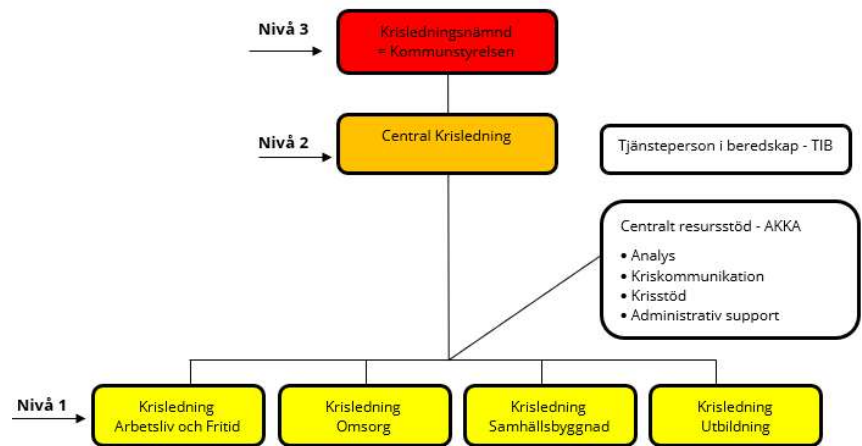 Nivå 3
Krisledningsnämnd
= Kommunstyrelsen
Nivå 2
Central Krisledning
Tjänsteperson i beredskap - TIB
Centralt resursstöd - AKKA
• Analys
• Kriskommunikation
• Krisstöd
• Administrativ support
Nivå 1
Krisledning
Arbetsliv och Fritid
Krisledning
Omsorg
Krisledning
Samhällsbyggnad
Krisledning
Utbildning